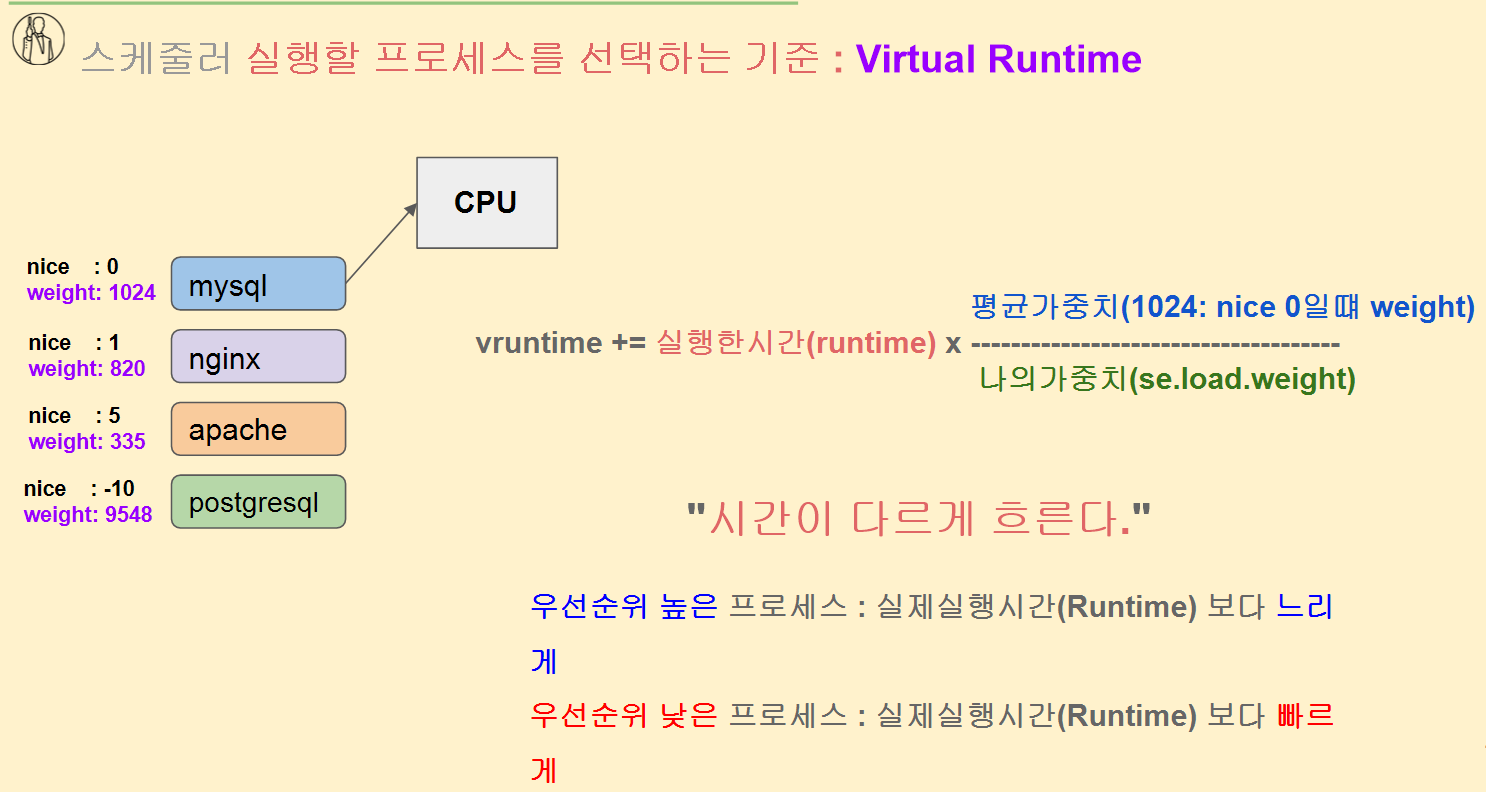 스케줄러 실행할 프로세스를 선택하는 기준 : Virtual Runtime
CPU
nice : 0
weight: 1024
mysql
nice : 1
weight: 820
nginx
nice : 5
weight: 335
apache
nice : -10
weight: 9548
postgresql
평균가중치(1024: nice 0일떄 weight)
vruntime += 실행한시간(runtime) x -------------------------------------
나의가중치(se.load.weight)
"시간이 다르게 흐른다."
우선순위 높은 프로세스 : 실제실행시간(Runtime) 보다 느리
게
우선순위 낮은 프로세스 : 실제실행시간(Runtime) 보다 빠르
게